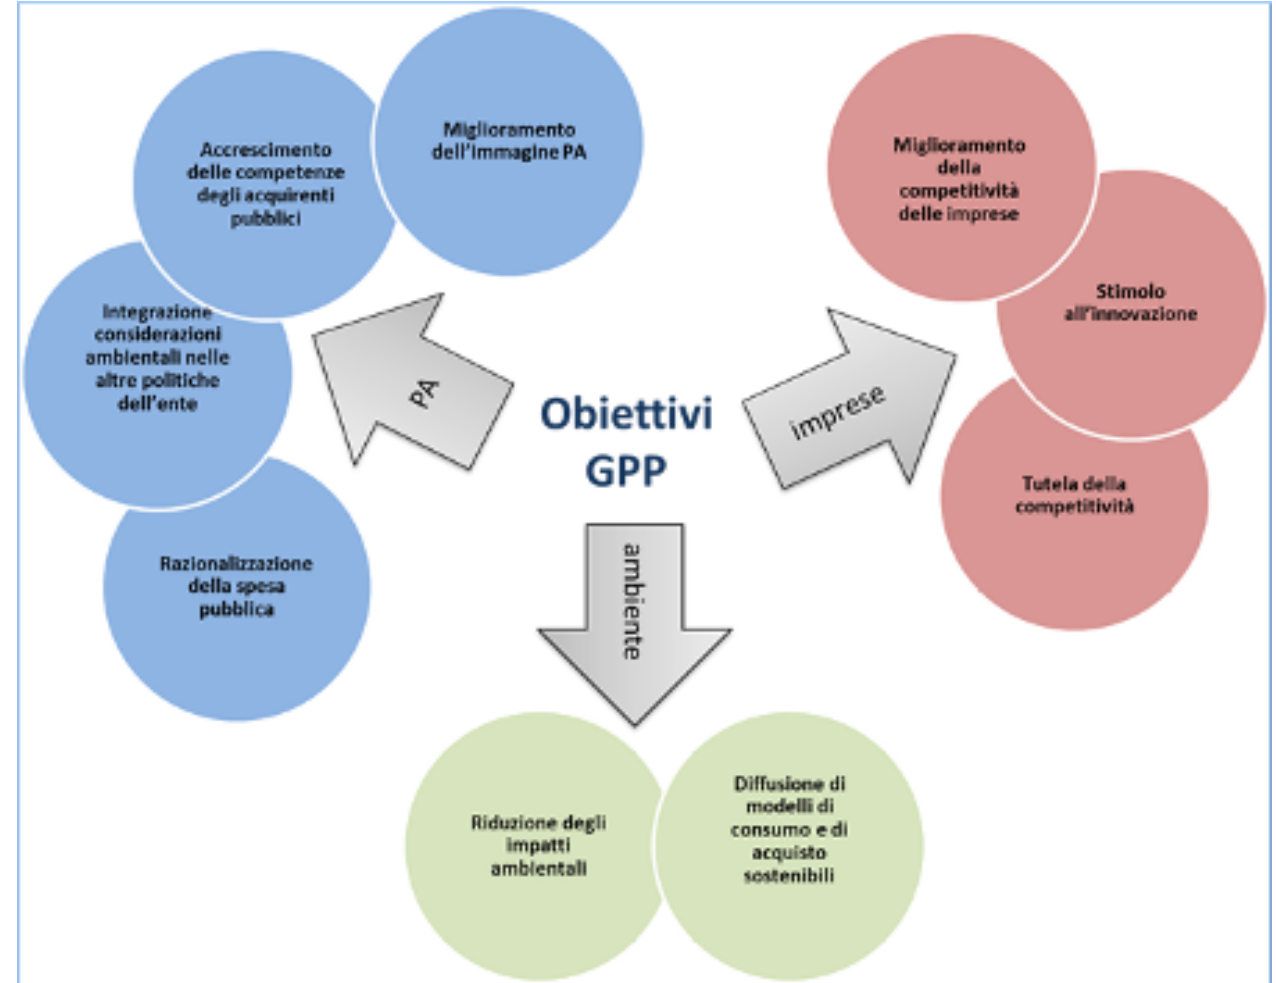 Miglioramento
dell'immagine PA
Accrescimento
delle competenze
degli acquirenti
pubblici
Integrazione
considerazioni
ambientali nelle
altre politiche
dell'ente
Razionalizzazione
della spesa
pubblica
PA
Obiettivi
GPP
imprese
Miglioramento
della
competitività
delle imprese
Stimolo
all'innovazione
Tutela della
competitività
ambiente
Riduzione degli
impatti
ambientali
Diffusione di
modelli di
consumo e di
acquisto
sostenibili